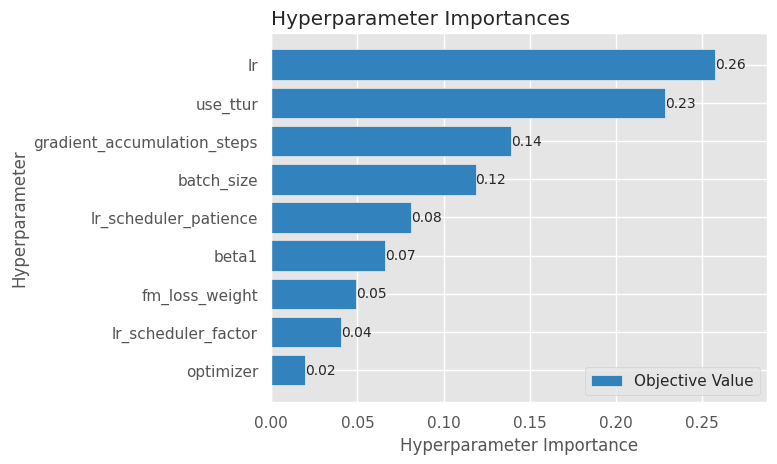 Hyperparameter Importances
Hyperparameter
lr 0.26
use_ttur 0.23
gradient_accumulation_steps 0.14
batch_size 0.12
lr_scheduler_patience 0.08
beta1 0.07
fm_loss_weight 0.05
lr_scheduler_factor 0.04
optimizer 0.02
Objective Value
0.00 0.05 0.10 0.15 0.20 0.25
Hyperparameter Importance